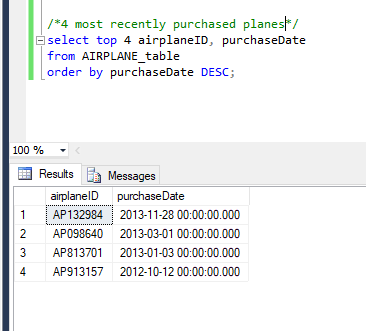 /*4 most recently purchased planes*/
select top 4 airplaneID, purchaseDate
from AIRPLANE_table
order by purchaseDate DESC;
100 %
Results Messages
airplaneID purchaseDate
1 AP132984 2013-11-28 00:00:00.000
2 AP098640 2013-03-01 00:00:00.000
3 AP813701 2013-01-03 00:00:00.000
4 AP913157 2012-10-12 00:00:00.000